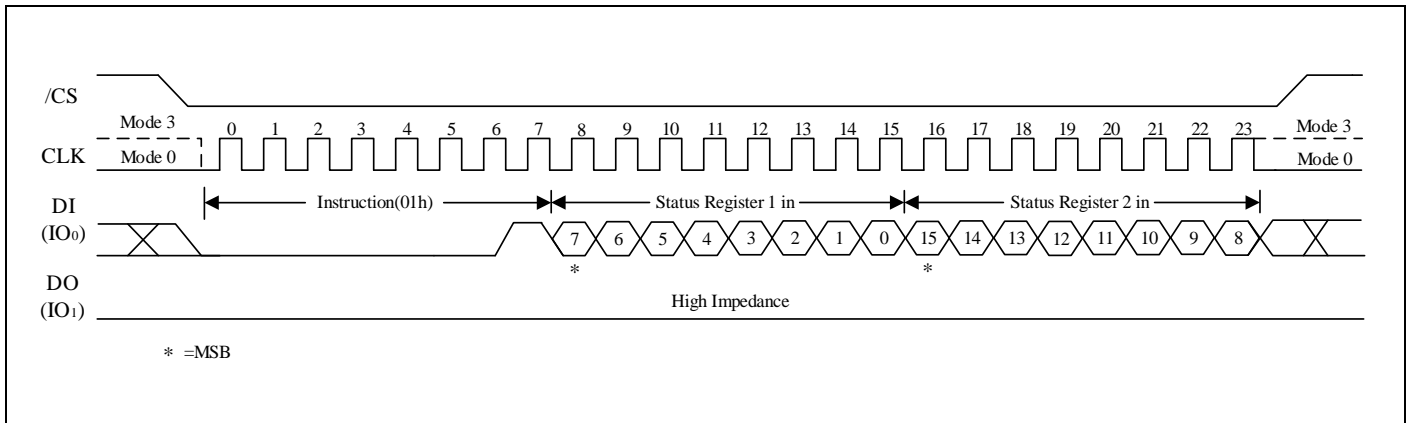 /CS
Mode 3 0 1 2 3 4 5 6 7 8 9 10 11 12 13 14 15 16 17 18 19 20 21 22 23 Mode 3
CLK Mode 0 Mode 0
DI Instruction(01h) Status Register 1 in Status Register 2 in
(IO0) 7 6 5 4 3 2 1 0 15 14 13 12 11 10 9 8
* *
DO High Impedance
(IO1)
* =MSB